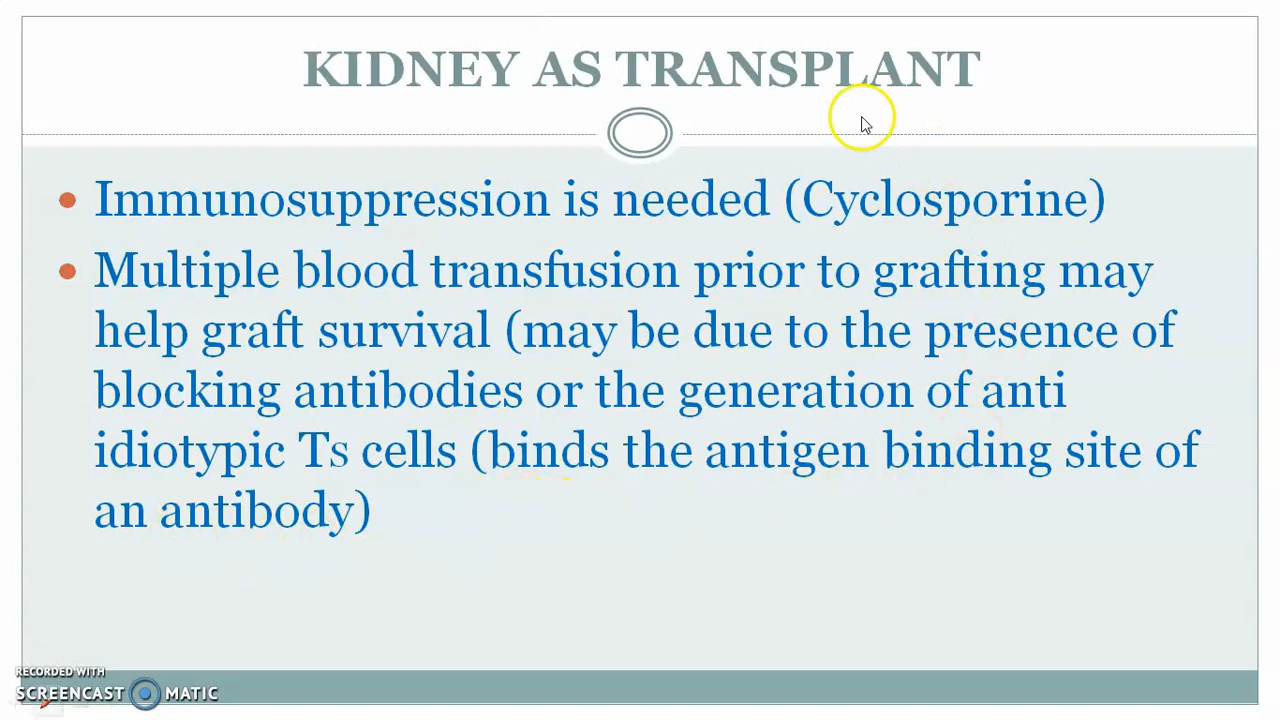 KIDNEY AS TRANSPLANT
• Immunosuppression is needed (Cyclosporine)
• Multiple blood transfusion prior to grafting may
help graft survival (may be due to the presence of
blocking antibodies or the generation of anti
idiotypic Ts cells (binds the antigen binding site of
an antibody)
RECORDED WITH
SCREENCAST MATIC